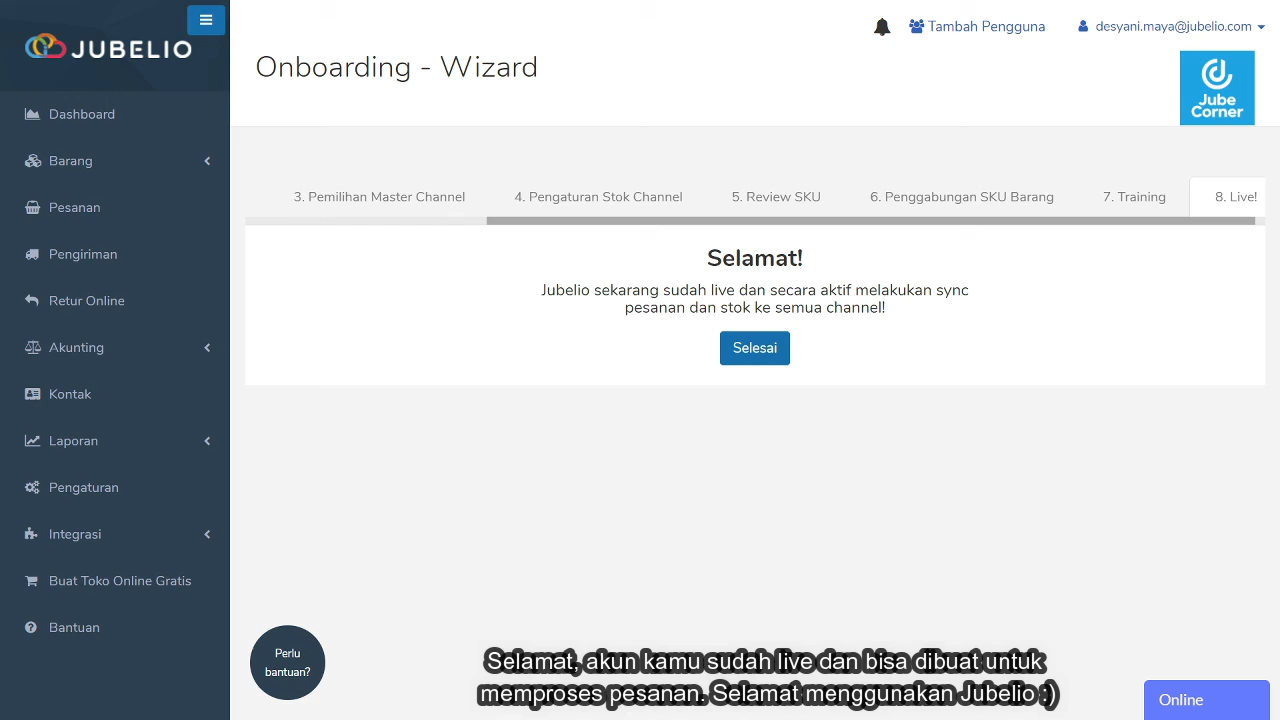 JUBELIO
Tambah Pengguna
desyani.maya@jubelio.com
Onboarding - Wizard
Jube
Corner
Dashboard
Barang
Pesanan
Pengiriman
Retur Online
Akunting
Kontak
Laporan
Pengaturan
Integrasi
Buat Toko Online Gratis
Bantuan
3. Pemilihan Master Channel
4. Pengaturan Stok Channel
5. Review SKU
6. Penggabungan SKU Barang
7. Training
8. Live!
Selamat!
Jubelio sekarang sudah live dan secara aktif melakukan sync
pesanan dan stok ke semua channel!
Selesai
Perlu
bantuan?
Selamat, akun kamu sudah live dan bisa dibuat untuk
memproses pesanan. Selamat menggunakan Jubelio :)
Online